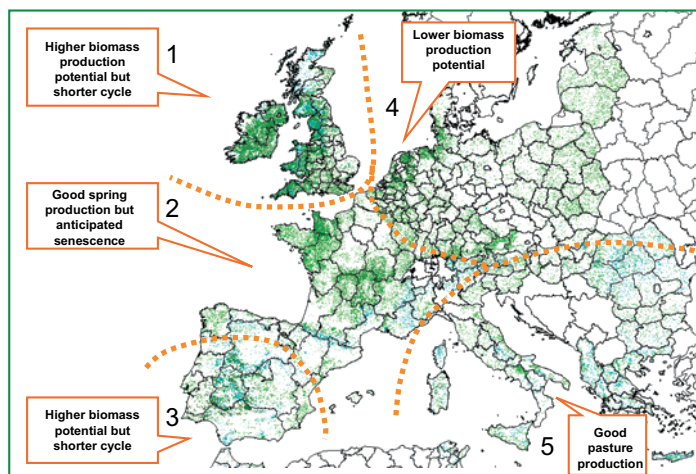 Higher biomass
production
potential but
shorter cycle
1
Lower biomass
production
potential
4
Good spring
production but
anticipated
senescence
2
Higher biomass
potential but
shorter cycle
3
5
Good
pasture
production